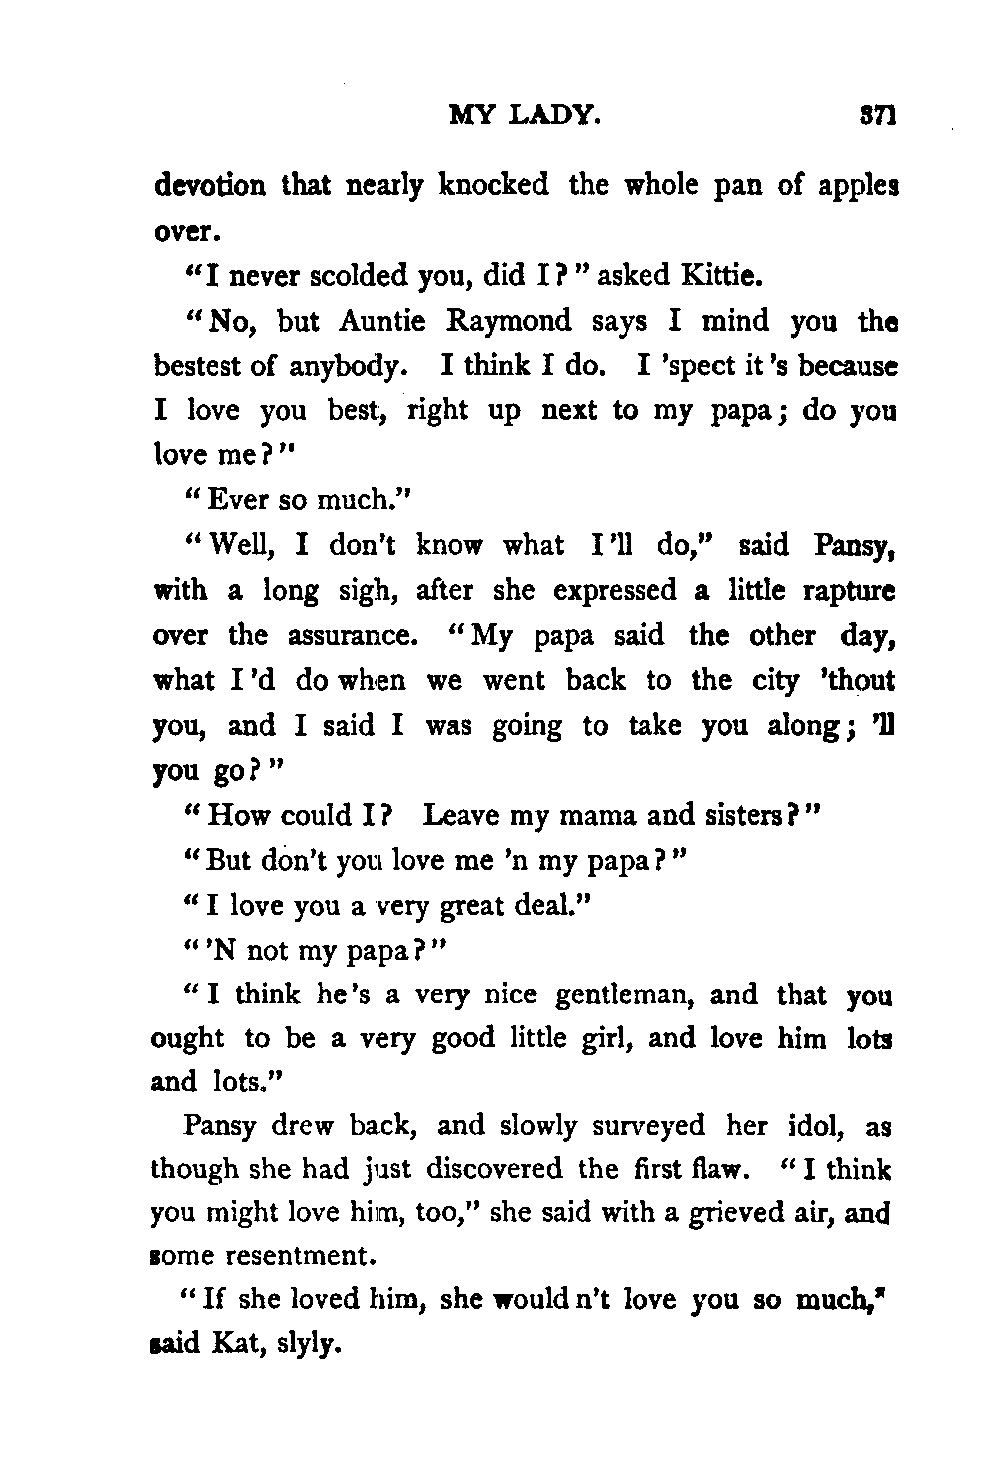 MY LADY. 371
devotion that nearly knocked the whole pan of apples
over.
"I never scolded you, did I?" asked Kittie.
"No, but Auntie Raymond says I mind you the
bestest of anybody. I think I do. I 'spect it 's because
I love you best, right up next to my papa; do you
love me?"
"Ever so much."
"Well, I don't know what I 'll do," said Pansy,
with a long sigh, after she expressed a little rapture
over the assurance. "My papa said the other day,
what I 'd do when we went back to the city 'thout
you, and I said I was going to take you along; 'll
you go?"
"How could I? Leave my mama and sisters?"
"But don't you love me 'n my papa?"
"I love you a very great deal."
"'N not my papa?"
"I think he 's a very nice gentleman, and that you
ought to be a very good little girl, and love him lots
and lots."
Pansy drew back, and slowly surveyed her idol, as
though she had just discovered the first flaw. "I think
you might love him, too," she said with a grieved air, and
some resentment.
"If she loved him, she would n't love you so much,"
said Kat, slyly.